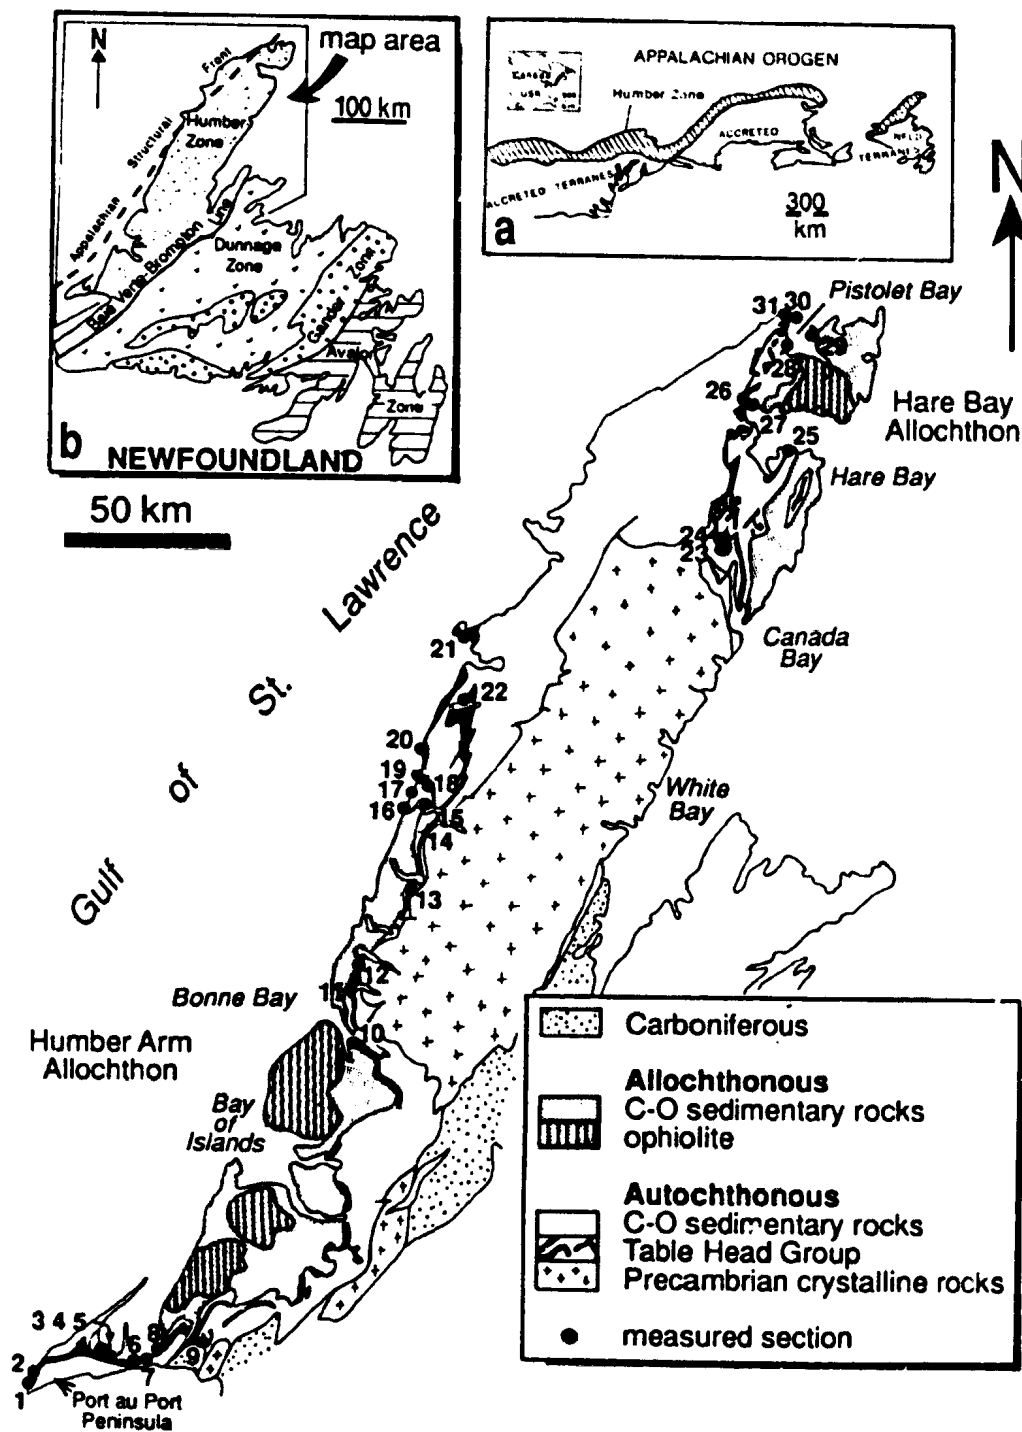 N
map area
100 km
Appalachian Structural Front
Humber
Zone
Baie Verte-Brompton Line
Dunnage
Zone
Gander Zone
Avalon
Zone
b
NEWFOUNDLAND
APPALACHIAN OROGEN
Canada
USA
Humber Zone
ACCRETED TERRANES
ACCRETED
TERRANES
NFLD
300
km
a
N
50 km
Gulf of St. Lawrence
Pistolet Bay
31 30
29
28
26
27
25
Hare Bay
Allochthon
Hare Bay
24
23
Canada
Bay
21
22
20
19
18
17
16
15
14
White
Bay
13
12
11
Bonne Bay
10
Humber Arm
Allochthon
Bay
of
Islands
3 4 5
6
8
9
7
2
1
Port au Port
Peninsula
Carboniferous
Allochthonous
C-O sedimentary rocks
ophiolite
Autochthonous
C-O sedimentary rocks
Table Head Group
Precambrian crystalline rocks
measured section